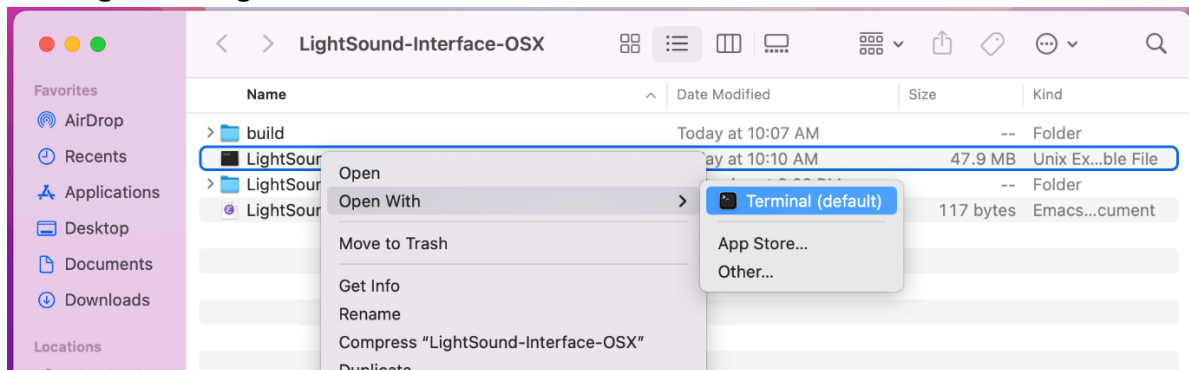 LightSound-Interface-OSX
Favorites
AirDrop
Recents
Applications
Desktop
Documents
Downloads
Locations
Name Date Modified Size Kind
build Today at 10:07 AM -- Folder
LightSour ay at 10:10 AM 47.9 MB Unix Ex...ble File
LightSour -- Folder
LightSour 117 bytes Emacs...cument
Open
Open With
Move to Trash
Get Info
Rename
Compress “LightSound-Interface-OSX”
Duplicate
Terminal (default)
App Store...
Other...